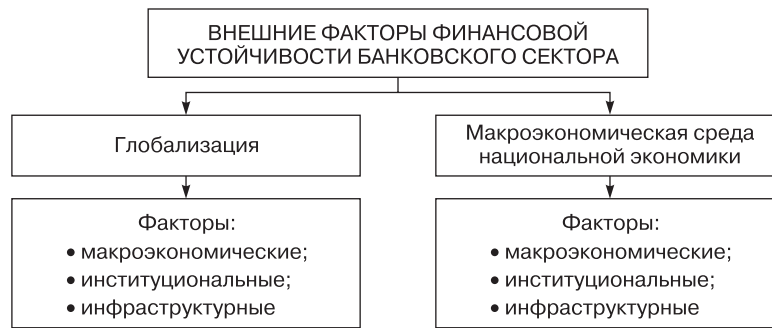 ВНЕШНИЕ ФАКТОРЫ ФИНАНСОВОЙ
УСТОЙЧИВОСТИ БАНКОВСКОГО СЕКТОРА
Глобализация
Макроэкономическая среда
национальной экономики
Факторы:
• макроэкономические;
• институциональные;
• инфраструктурные
Факторы:
• макроэкономические;
• институциональные;
• инфраструктурные